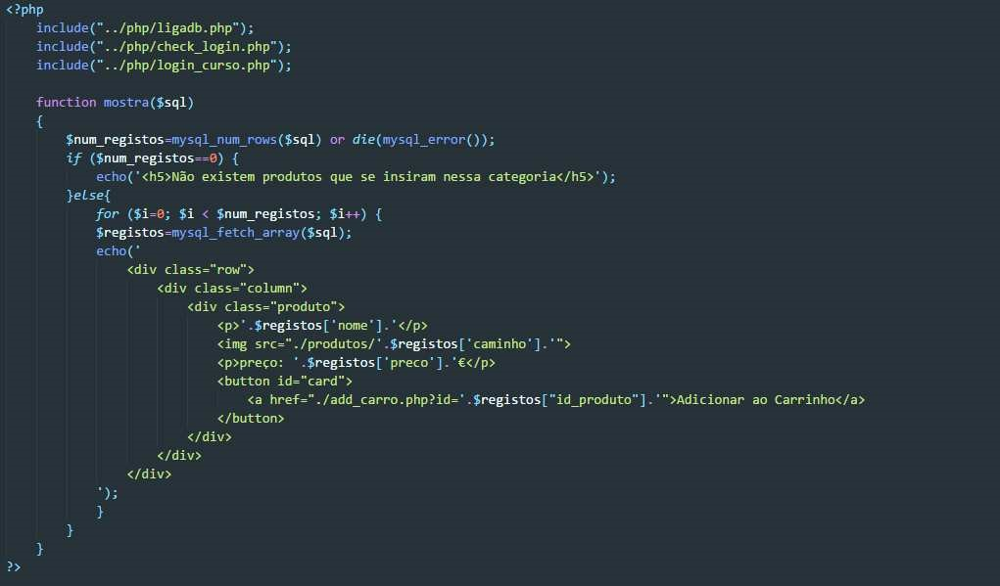 <?php
    include("../php/ligadb.php");
    include("../php/check_login.php");
    include("../php/login_curso.php");

    function mostra($sql)
    {
        $num_registos=mysql_num_rows($sql) or die(mysql_error());
        if ($num_registos==0) {
            echo('<h5>Não existem produtos que se insiram nessa categoria</h5>');
        }else{
            for ($i=0; $i < $num_registos; $i++) {
            $registos=mysql_fetch_array($sql);
            echo('
                <div class="row">
                    <div class="column">
                        <div class="produto">
                            <p>'.$registos['nome'].'</p>
                            <img src="./produtos/'.$registos['caminho'].'">
                            <p>preço: '.$registos['preco'].'€</p>
                            <button id="card">
                                <a href="./add_carro.php?id='.$registos["id_produto"].'">Adicionar ao Carrinho</a>
                            </button>
                        </div>
                    </div>
                </div>
            ');
            }
        }
    }
?>